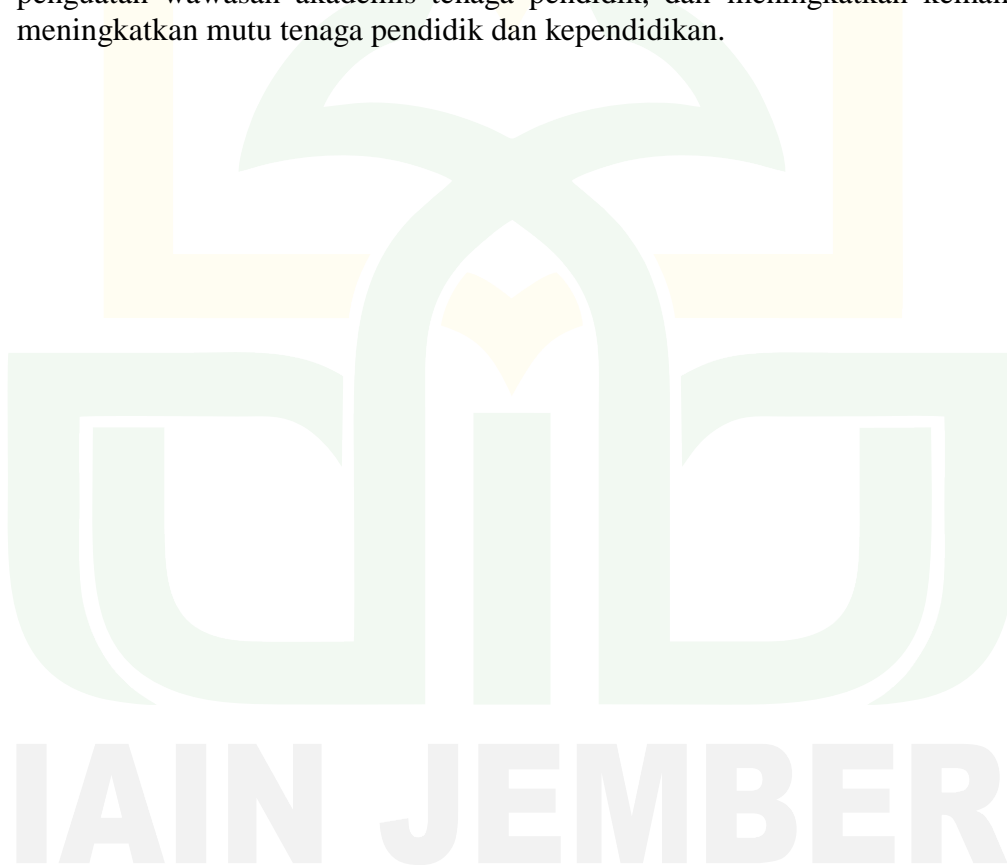 penguatan wawasan akademis tenaga pendidik, dan meningkatkan
meningkatkan mutu tenaga pendidik dan kependidikan.
IAIN JEMBER